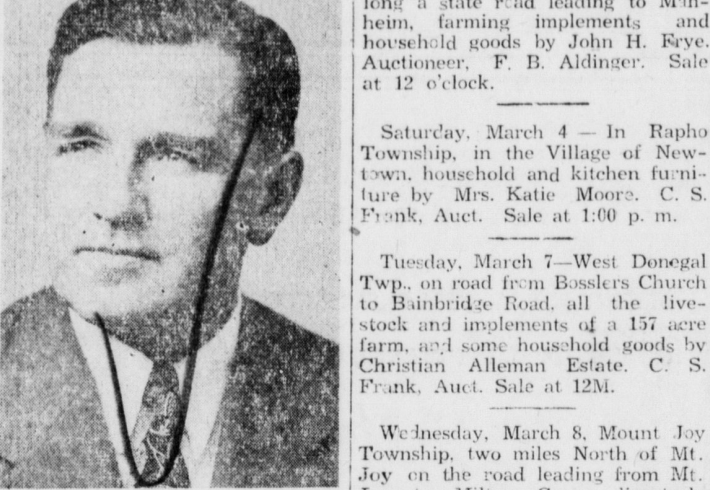 long a state road leading to Man-
heim, farming implements and
household goods by John H. Frye.
Auctioneer, F. B. Aldinger. Sale
at 12 o'clock.
Saturday, March 4 — In Rapho
Township, in the Village of New-
town, household and kitchen furni-
ture by Mrs. Katie Moore. C. S.
Frank, Auct. Sale at 1:00 p. m.
Tuesday, March 7—West Donegal
Twp., on road from Bosslers Church
to Bainbridge Road, all the live-
stock and implements of a 157 acre
farm, and some household goods by
Christian Alleman Estate. C. S.
Frank, Auct. Sale at 12M.
Wednesday, March 8, Mount Joy
Township, two miles North of Mt.
Joy on the road leading from Mt.